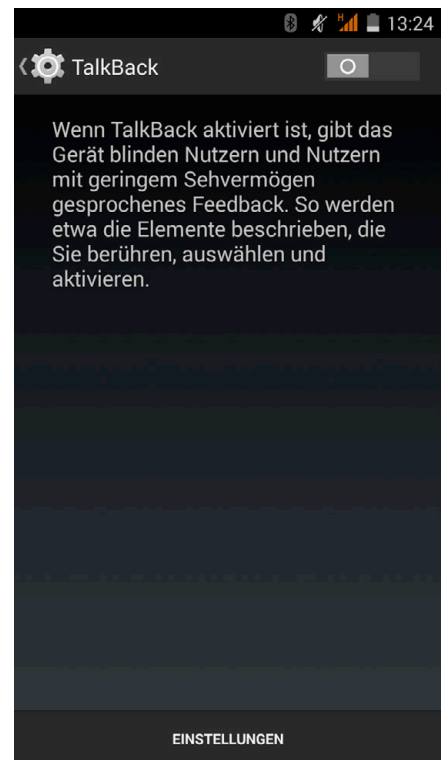 H 13:24
TalkBack
Wenn TalkBack aktiviert ist, gibt das
Gerät blinden Nutzern und Nutzern
mit geringem Sehvermögen
gesprochenes Feedback. So werden
etwa die Elemente beschrieben, die
Sie berühren, auswählen und
aktivieren.
EINSTELLUNGEN